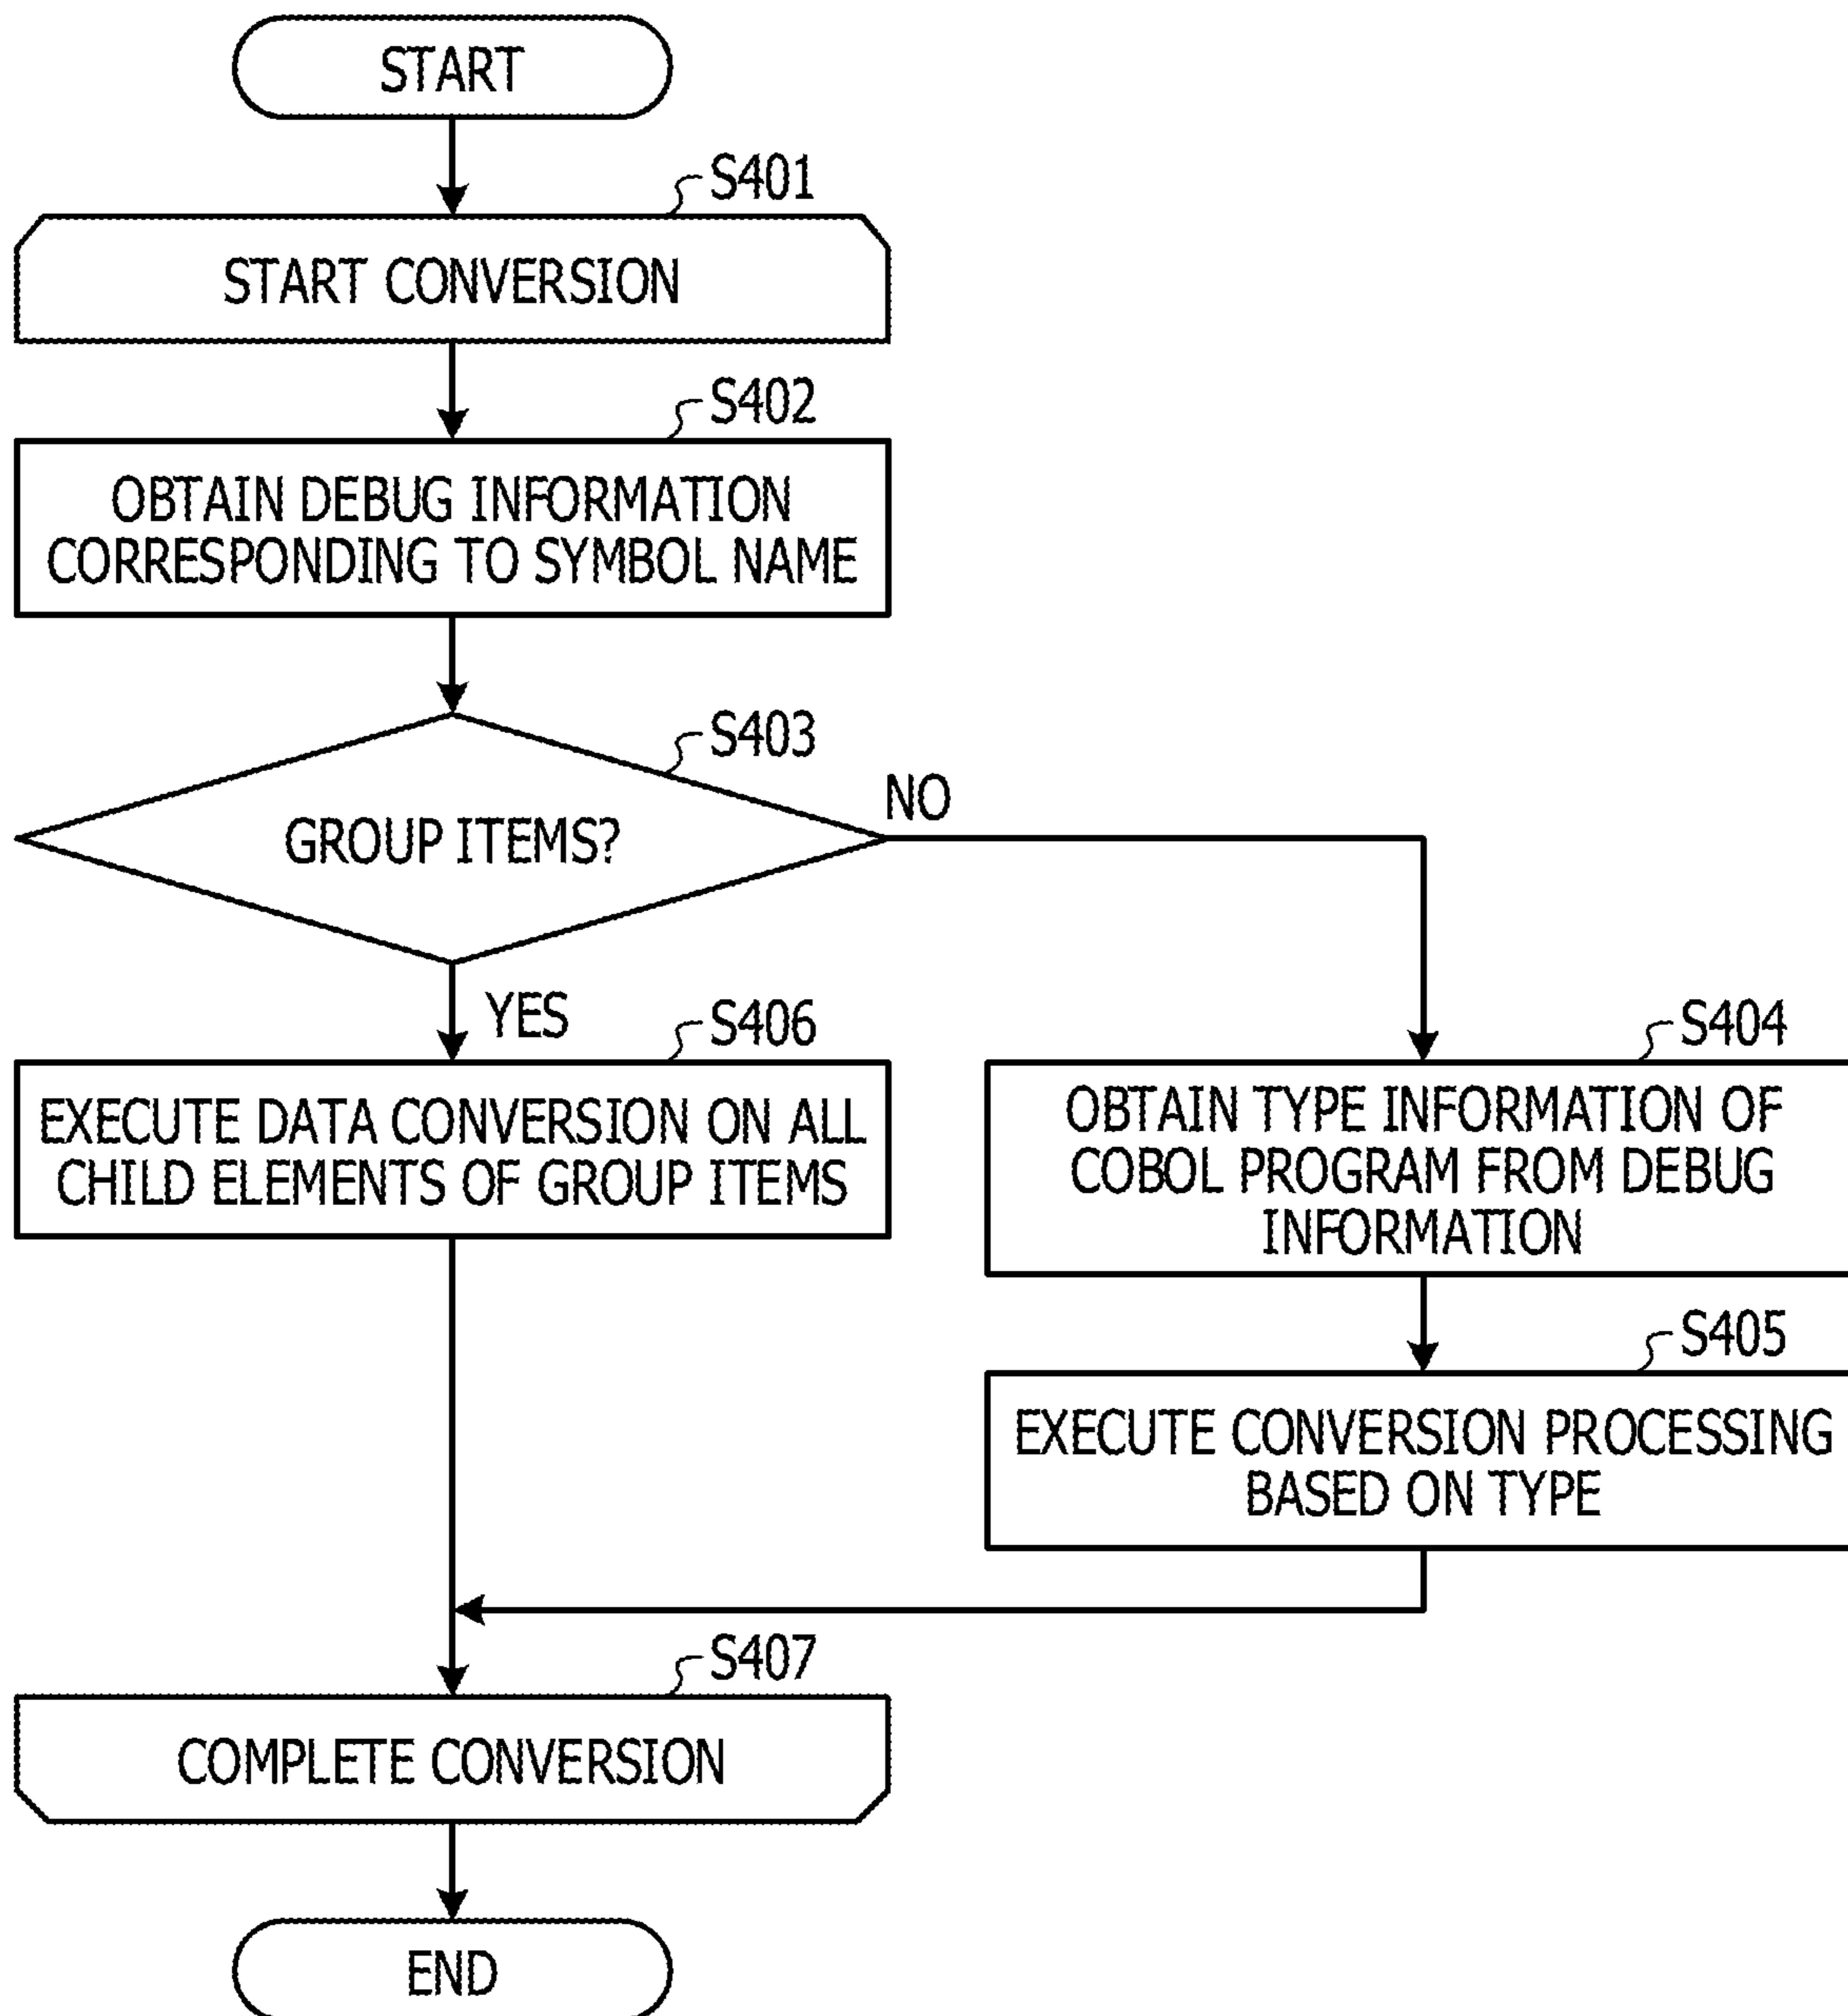 START
S401
START CONVERSION
S402
OBTAIN DEBUG INFORMATION
CORRESPONDING TO SYMBOL NAME
S403
GROUP ITEMS?
NO
YES
S406
EXECUTE DATA CONVERSION ON ALL
CHILD ELEMENTS OF GROUP ITEMS
S404
OBTAIN TYPE INFORMATION OF
COBOL PROGRAM FROM DEBUG
INFORMATION
S405
EXECUTE CONVERSION PROCESSING
BASED ON TYPE
S407
COMPLETE CONVERSION
END